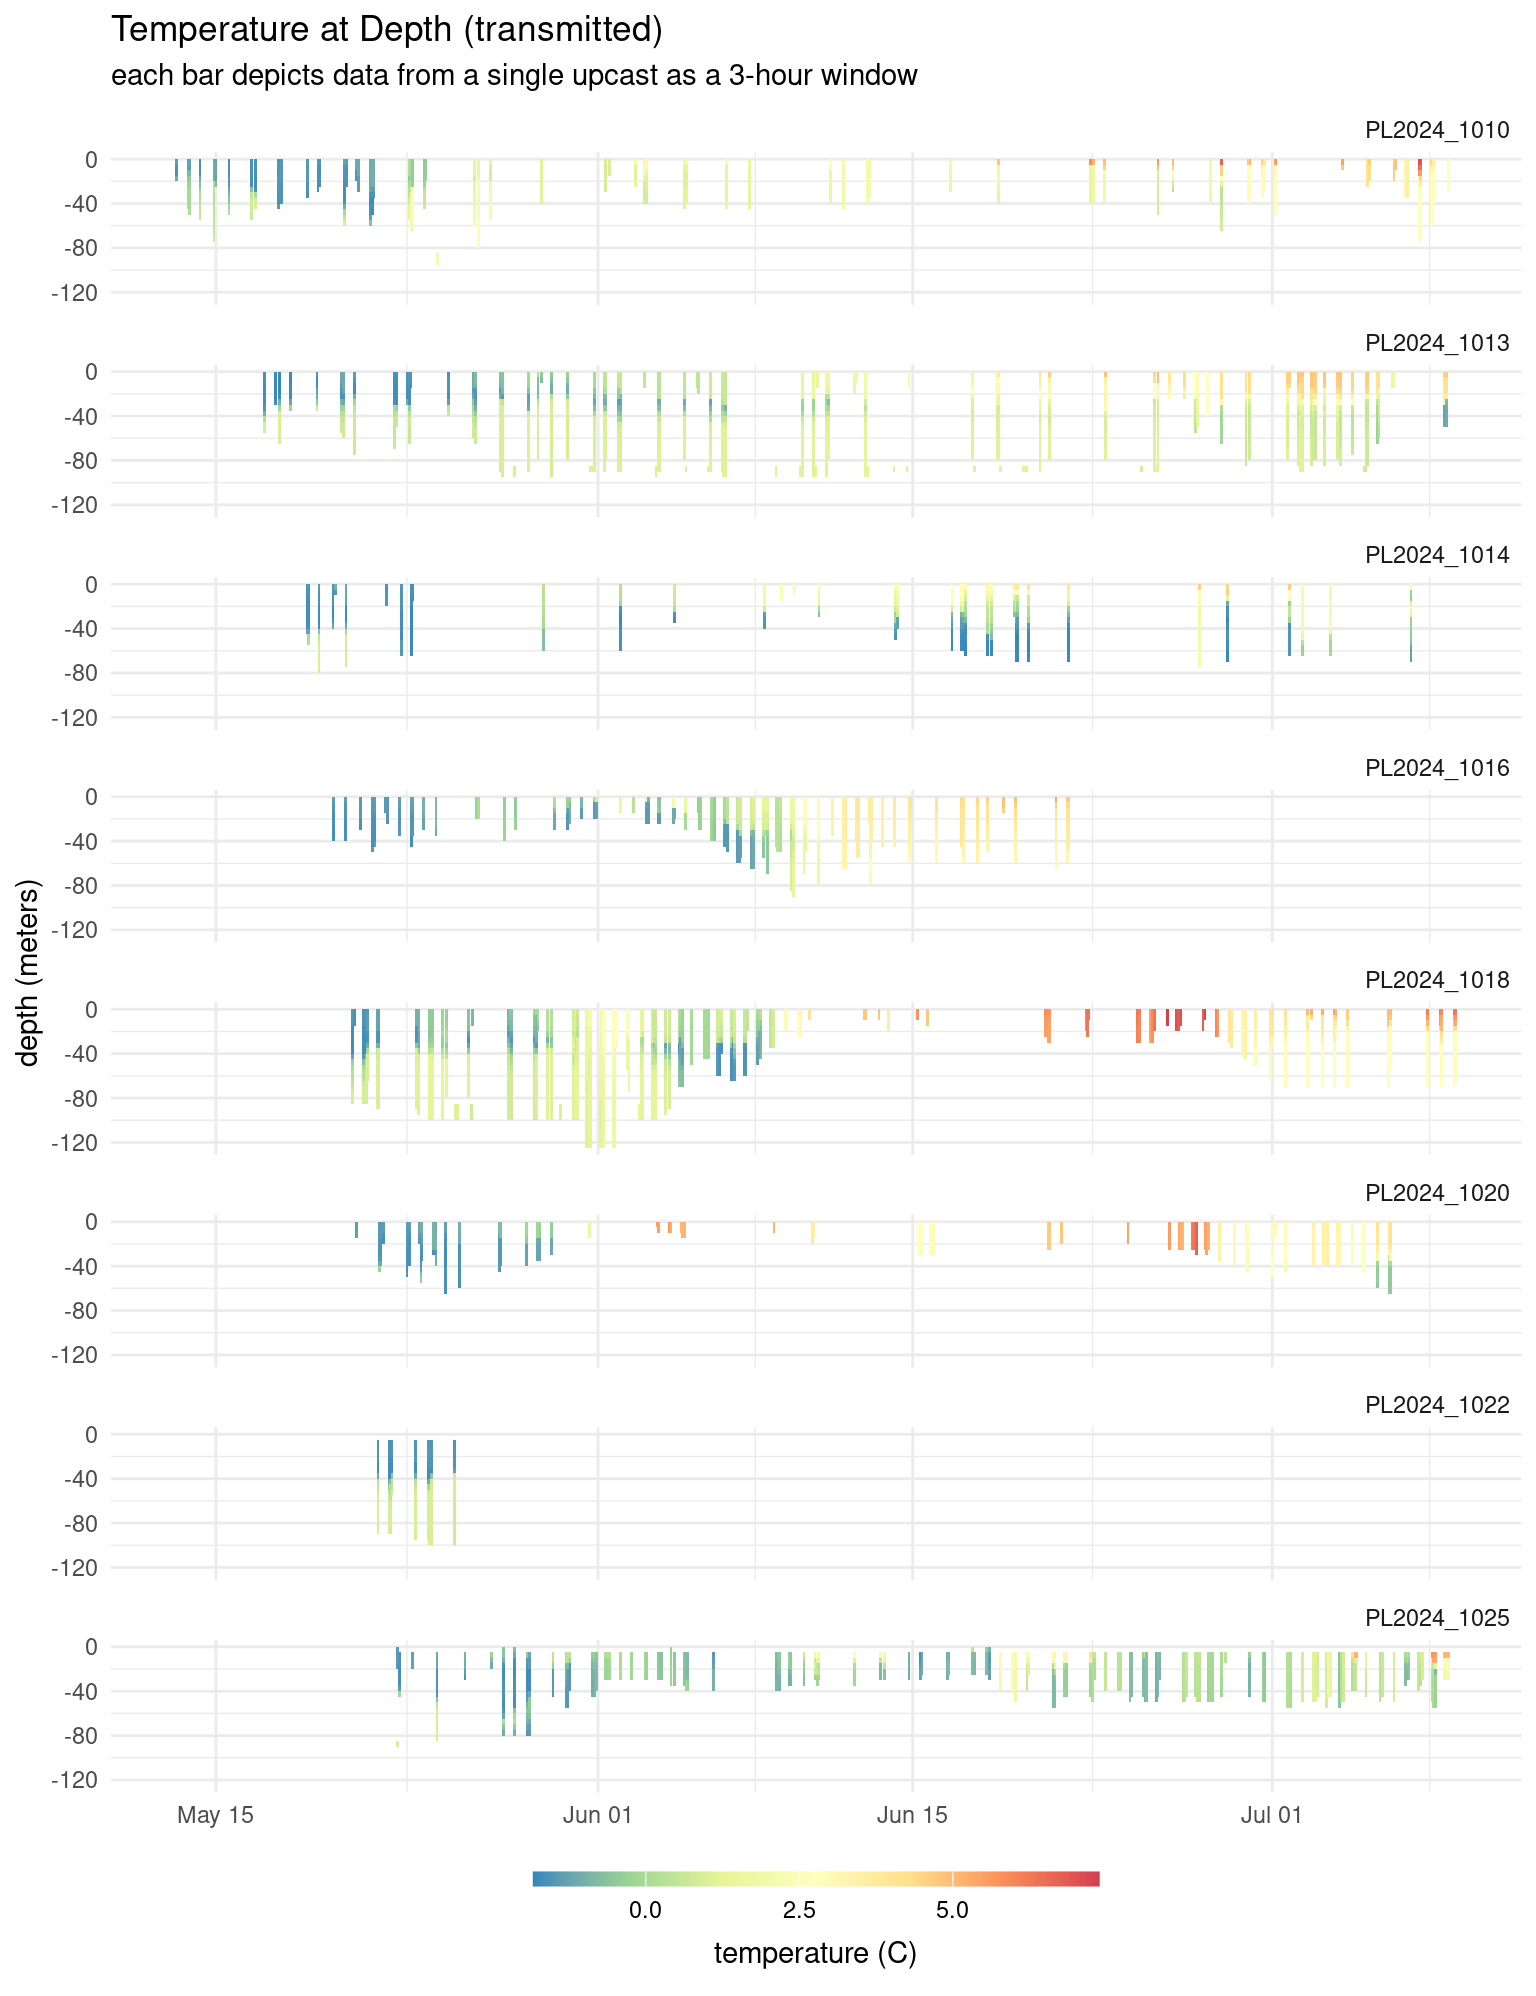 Temperature at Depth (transmitted)
each bar depicts data from a single upcast as a 3-hour window
PL2024_1010
0
-40
-80
-120
PL2024_1013
0
-40
-80
-120
PL2024_1014
0
-40
-80
-120
PL2024_1016
0
-40
-80
-120
depth (meters)
PL2024_1018
0
-40
-80
-120
PL2024_1020
0
-40
-80
-120
PL2024_1022
0
-40
-80
-120
PL2024_1025
0
-40
-80
-120
May 15 Jun 01 Jun 15 Jul 01
0.0 2.5 5.0
temperature (C)